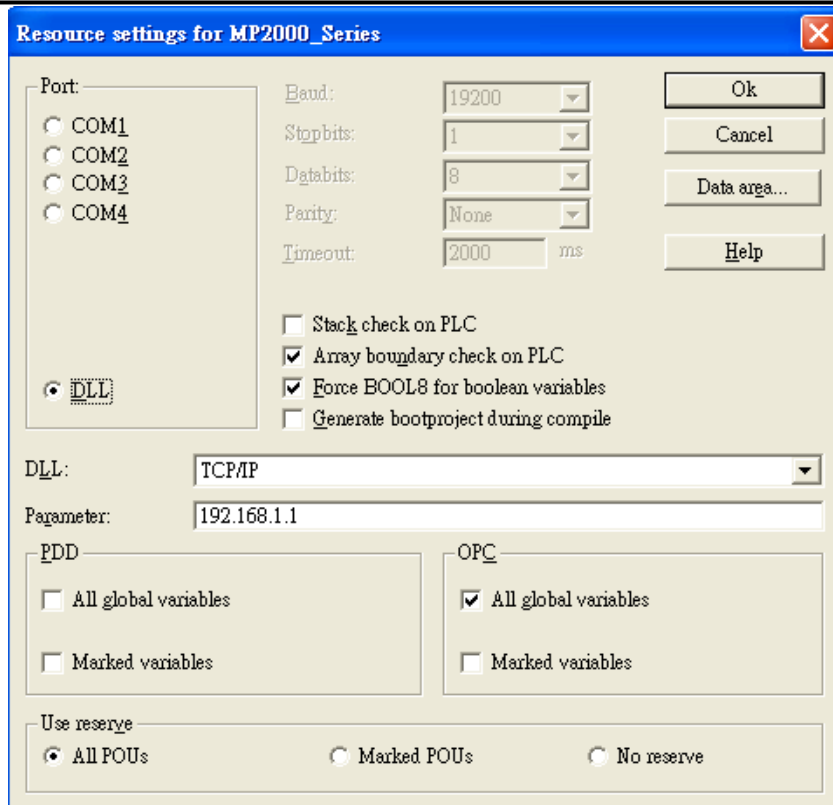 Resource settings for MP2000_Series
Port:
COM1
COM2
COM3
COM4
DLL
Baud: 19200
Stopbits: 1
Databits: 8
Parity: None
Timeout: 2000 ms
Ok
Cancel
Data area...
Help
Stack check on PLC
Array boundary check on PLC
Force BOOL8 for boolean variables
Generate bootproject during compile
DLL: TCP/IP
Parameter: 192.168.1.1
PDD
All global variables
Marked variables
OPC
All global variables
Marked variables
Use reserve
All POUs Marked POUs No reserve